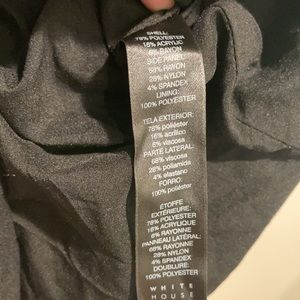 SHELL:
78% POLYESTER
16% ACRYLIC
6% RAYON
SIDE PANEL
68% RAYON
28% NYLON
4% SPANDEX
LINING:
100% POLYESTER
TELA EXTERIOR:
78% poliéster
16% acrílico
6% viscosa
PARTE LATERAL:
68% viscosa
28% poliamida
4% elastano
FORRO:
100% poliéster
ÉTOFFE
EXTÉRIEURE:
78% POLYESTER
16% ACRYLIQUE
6% RAYONNE
PANNEAU LATÉRAL:
68% RAYONNE
28% NYLON
4% SPANDEX
DOUBLURE:
100% POLYESTER
WHITE
HOUSE